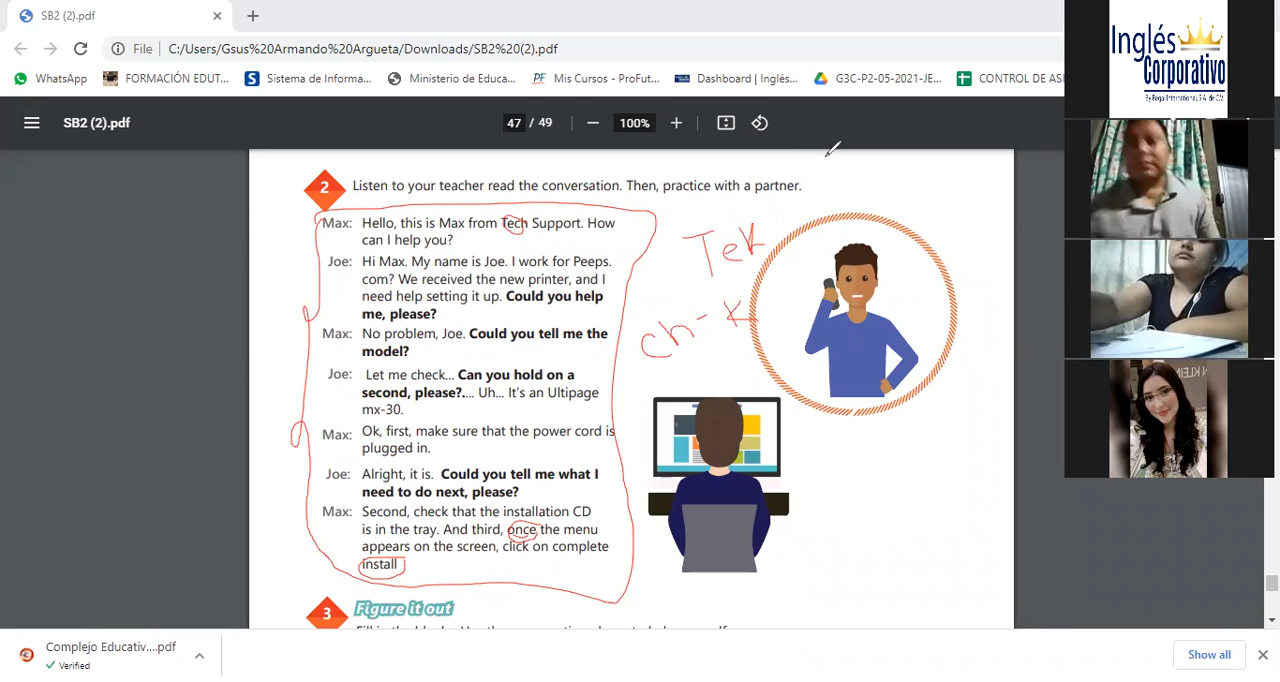 SB2 (2).pdf
File C:/Users/Gsus%20Armando%20Argueta/Downloads/SB2%20(2).pdf
WhatsApp FORMACIÓN EDUT... Sistema de Informa... Ministerio de Educa... PF Mis Cursos - ProFut... Dashboard | Inglés... G3C-P2-05-2021-JE... CONTROL DE ASI
SB2 (2).pdf 47 / 49 100%
2 Listen to your teacher read the conversation. Then, practice with a partner.
Max: Hello, this is Max from Tech Support. How
can I help you?
Joe: Hi Max. My name is Joe. I work for Peeps.
com? We received the new printer, and I
need help setting it up. Could you help
me, please?
Max: No problem, Joe. Could you tell me the
model?
Joe: Let me check... Can you hold on a
second, please?.... Uh... It's an Ultipage
mx-30.
Max: Ok, first, make sure that the power cord is
plugged in.
Joe: Alright, it is. Could you tell me what I
need to do next, please?
Max: Second, check that the installation CD
is in the tray. And third, once the menu
appears on the screen, click on complete
install
Tek
ch - K
3 Figure it out
Inglés
Corporativo
KLEIN
Complejo Educativ....pdf
Verified
Show all